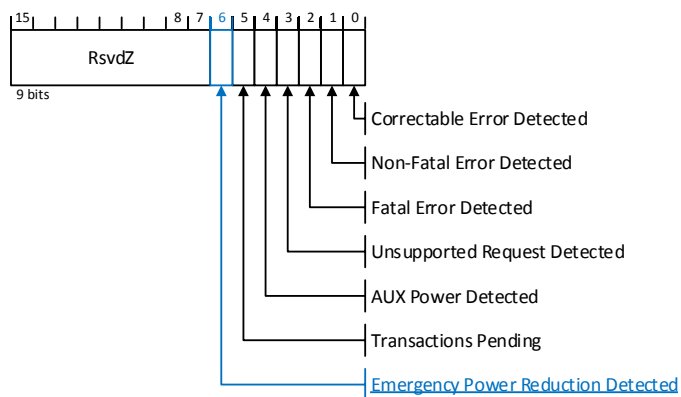 15 8 7 6 5 4 3 2 1 0
RsvdZ
9 bits
Correctable Error Detected
Non-Fatal Error Detected
Fatal Error Detected
Unsupported Request Detected
AUX Power Detected
Transactions Pending
Emergency Power Reduction Detected